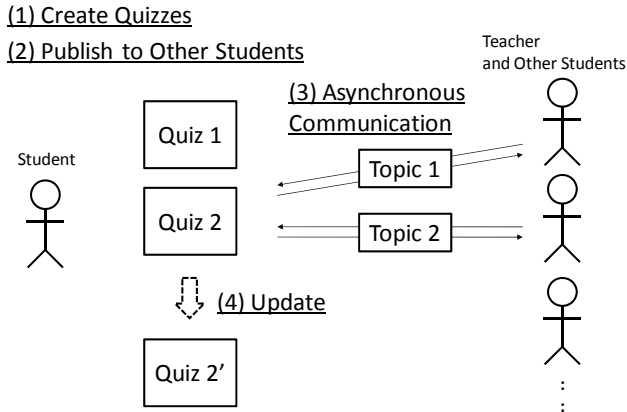 (1) Create Quizzes
(2) Publish to Other Students
Teacher
and Other Students
(3) Asynchronous
Communication
Quiz 1
Student
Topic 1
Quiz 2
Topic 2
(4) Update
Quiz 2’